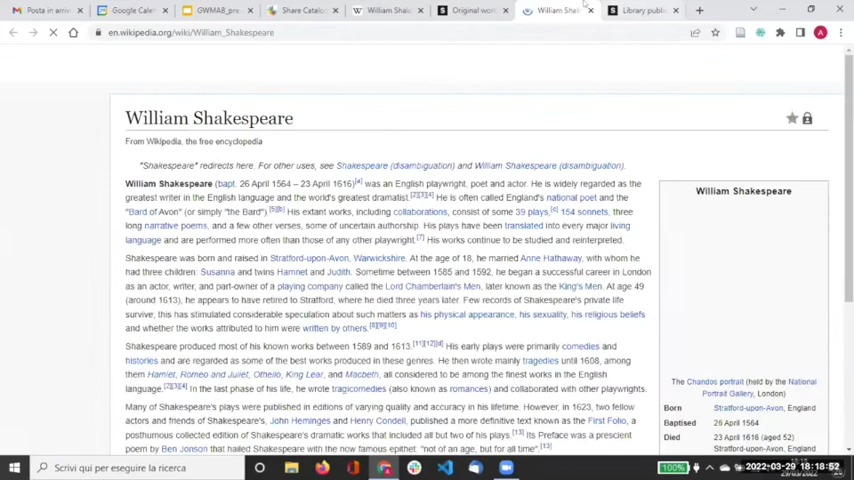 Posta in arriv
Google Cale
GWMAB_pre
Share Catalo
William Shak
Original wor
William Shak
Library publi
en.wikipedia.org/wiki/William_Shakespeare
William Shakespeare
From Wikipedia, the free encyclopedia
"Shakespeare" redirects here. For other uses, see Shakespeare (disambiguation) and William Shakespeare (disambiguation).
William Shakespeare (bapt. 26 April 1564 – 23 April 1616)[a] was an English playwright, poet and actor. He is widely regarded as the
greatest writer in the English language and the world's greatest dramatist.[2][3][4] He is often called England's national poet and the
"Bard of Avon" (or simply "the Bard").[5][b] His extant works, including collaborations, consist of some 39 plays,[c] 154 sonnets, three
long narrative poems, and a few other verses, some of uncertain authorship. His plays have been translated into every major living
language and are performed more often than those of any other playwright.[7] His works continue to be studied and reinterpreted.
Shakespeare was born and raised in Stratford-upon-Avon, Warwickshire. At the age of 18, he married Anne Hathaway, with whom he
had three children: Susanna and twins Hamnet and Judith. Sometime between 1585 and 1592, he began a successful career in London
as an actor, writer, and part-owner of a playing company called the Lord Chamberlain's Men, later known as the King's Men. At age 49
(around 1613), he appears to have retired to Stratford, where he died three years later. Few records of Shakespeare's private life
survive; this has stimulated considerable speculation about such matters as his physical appearance, his sexuality, his religious beliefs
and whether the works attributed to him were written by others.[8][9][10]
Shakespeare produced most of his known works between 1589 and 1613.[11][12][d] His early plays were primarily comedies and
histories and are regarded as some of the best works produced in these genres. He then wrote mainly tragedies until 1608, among
them Hamlet, Romeo and Juliet, Othello, King Lear, and Macbeth, all considered to be among the finest works in the English
language.[2][3][4] In the last phase of his life, he wrote tragicomedies (also known as romances) and collaborated with other playwrights.
Many of Shakespeare's plays were published in editions of varying quality and accuracy in his lifetime. However, in 1623, two fellow
actors and friends of Shakespeare's, John Heminges and Henry Condell, published a more definitive text known as the First Folio, a
posthumous collected edition of Shakespeare's dramatic works that included all but two of his plays.[13] Its Preface was a prescient
poem by Ben Jonson that hailed Shakespeare with the now famous epithet: "not of an age, but for all time".[13]
William Shakespeare
The Chandos portrait (held by the National
Portrait Gallery, London)
Born Stratford-upon-Avon, England
Baptised 26 April 1564
Died 23 April 1616 (aged 52)
Stratford-upon-Avon, England
A
Scrivi qui per eseguire la ricerca
100%
2022-03-29 18:18:52